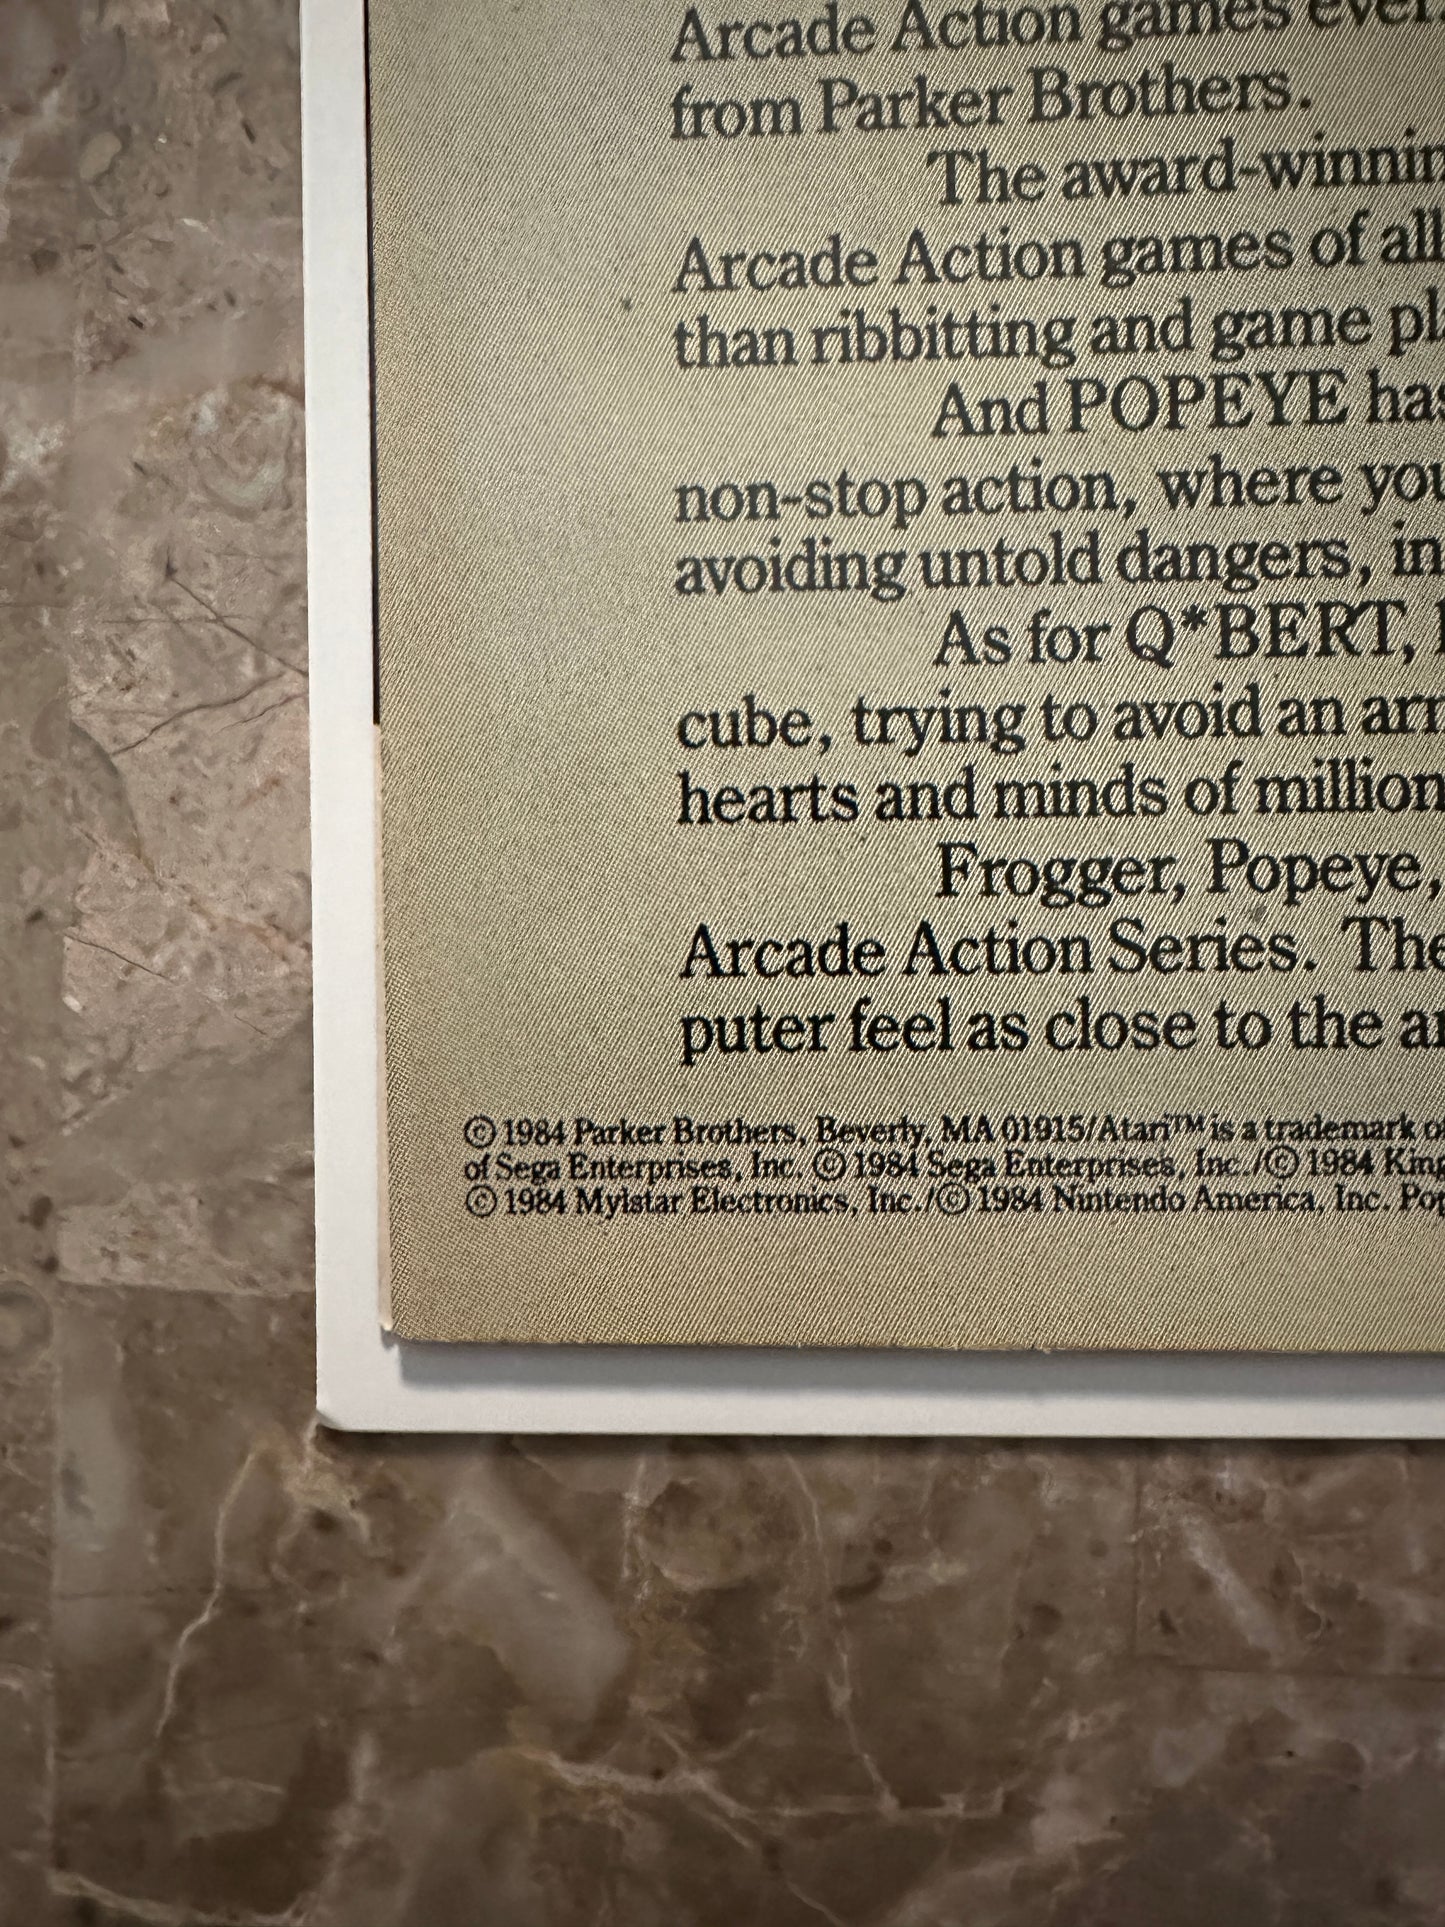 Arcade Action games ever
from Parker Brothers.
The award-winnin
Arcade Action games of all
than ribbitting and game pl
And POPEYE has
non-stop action, where you
avoiding untold dangers, in
As for Q*BERT,
cube, trying to avoid an arm
hearts and minds of million
Frogger, Popeye,
Arcade Action Series. The
puter feel as close to the a
© 1984 Parker Brothers, Beverly, MA 01915/Atari™ is a trademark o
of Sega Enterprises, Inc. © 1984 Sega Enterprises, Inc./© 1984 King
© 1984 Mylstar Electronics, Inc./© 1984 Nintendo America, Inc. Pop